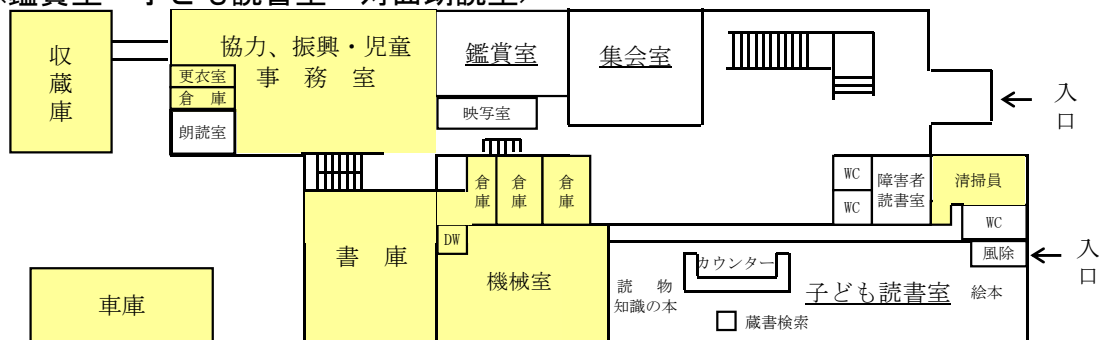 〈鑑賞室・子ども読書室・対面朗読室〉
収蔵庫
協力、振興・児童
事務室
更衣室
倉庫
朗読室
鑑賞室
映写室
集会室
入口
倉庫
倉庫
倉庫
WC
WC
障害者
読書室
清掃員
WC
風除
入口
DW
書庫
機械室
カウンター
読物
知識の本
子ども読書室
絵本
蔵書検索
車庫